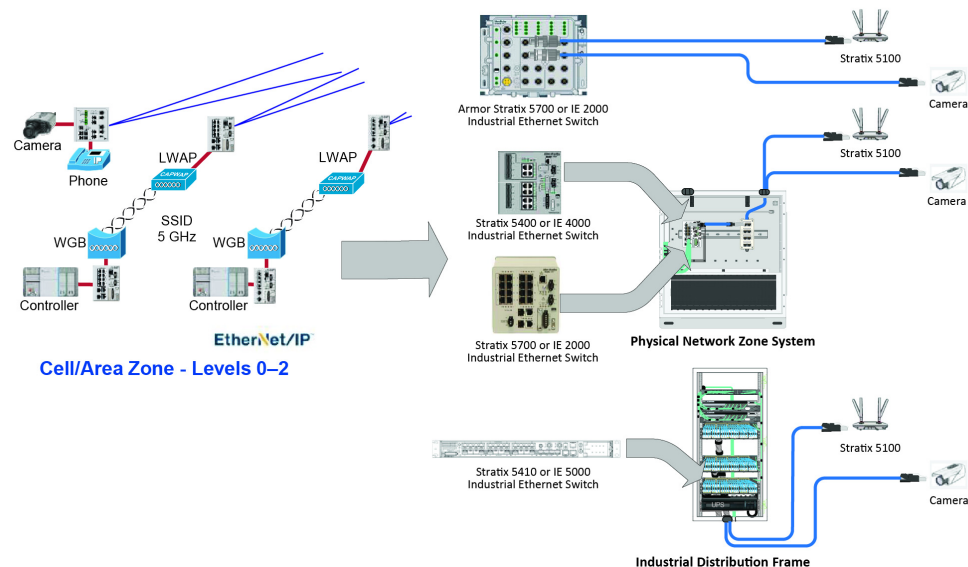 Camera
Phone
LWAP
CAPWAP
SSID
5 GHz
WGB
Controller
LWAP
CAPWAP
WGB
Controller
EtherNet/IP™
Cell/Area Zone - Levels 0–2
Armor Stratix 5700 or IE 2000
Industrial Ethernet Switch
Stratix 5100
Camera
Stratix 5400 or IE 4000
Industrial Ethernet Switch
Stratix 5100
Camera
Stratix 5700 or IE 2000
Industrial Ethernet Switch
Physical Network Zone System
Stratix 5410 or IE 5000
Industrial Ethernet Switch
UPS
Stratix 5100
Camera
Industrial Distribution Frame